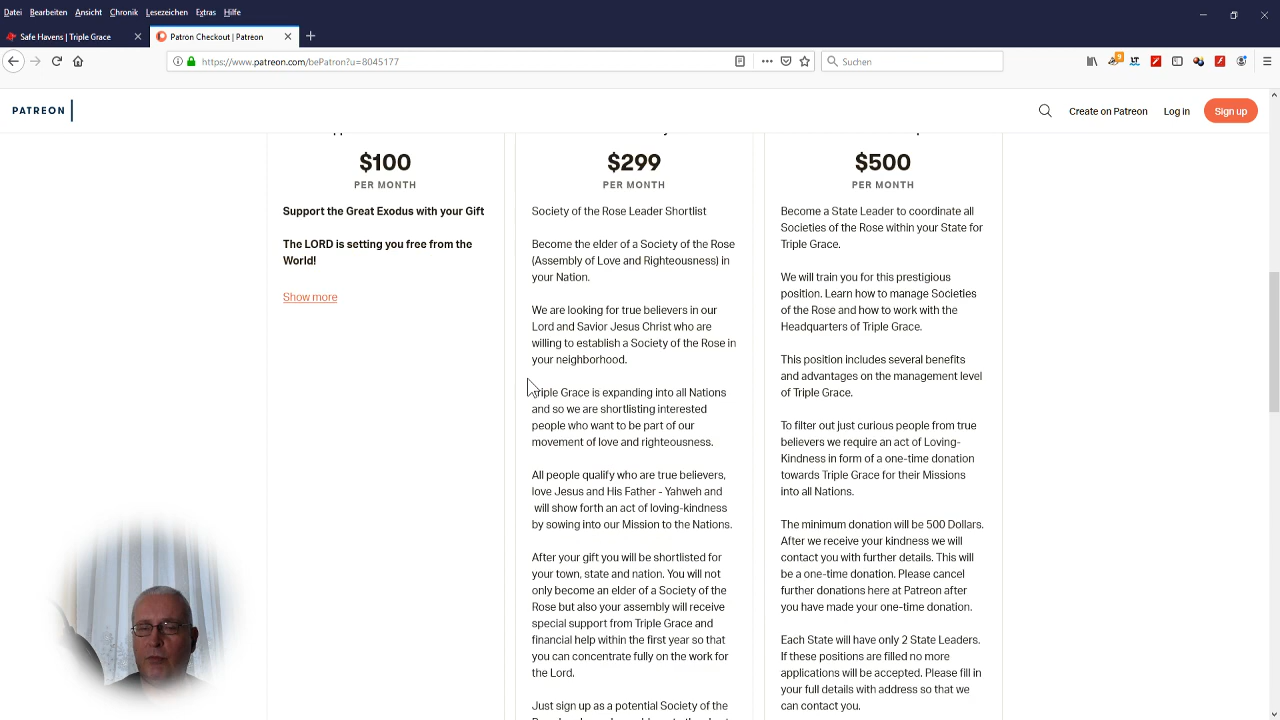 Datei Bearbeiten Ansicht Chronik Lesezeichen Extras Hilfe
Safe Havens | Triple Grace
Patron Checkout | Patreon
https://www.patreon.com/bePatron?u=8045177
Suchen
PATREON
Create on Patreon
Log in
Sign up
$100
PER MONTH
Support the Great Exodus with your Gift
The LORD is setting you free from the
World!
Show more
$299
PER MONTH
Society of the Rose Leader Shortlist
Become the elder of a Society of the Rose
(Assembly of Love and Righteousness) in
your Nation.
We are looking for true believers in our
Lord and Savior Jesus Christ who are
willing to establish a Society of the Rose in
your neighborhood.
Triple Grace is expanding into all Nations
and so we are shortlisting interested
people who want to be part of our
movement of love and righteousness.
All people qualify who are true believers,
love Jesus and His Father - Yahweh and
will show forth an act of loving-kindness
by sowing into our Mission to the Nations.
After your gift you will be shortlisted for
your town, state and nation. You will not
only become an elder of a Society of the
Rose but also your assembly will receive
special support from Triple Grace and
financial help within the first year so that
you can concentrate fully on the work for
the Lord.
Just sign up as a potential Society of the
$500
PER MONTH
Become a State Leader to coordinate all
Societies of the Rose within your State for
Triple Grace.
We will train you for this prestigious
position. Learn how to manage Societies
of the Rose and how to work with the
Headquarters of Triple Grace.
This position includes several benefits
and advantages on the management level
of Triple Grace.
To filter out just curious people from true
believers we require an act of Loving-
Kindness in form of a one-time donation
towards Triple Grace for their Missions
into all Nations.
The minimum donation will be 500 Dollars.
After we receive your kindness we will
contact you with further details. This will
be a one-time donation. Please cancel
further donations here at Patreon after
you have made your one-time donation.
Each State will have only 2 State Leaders.
If these positions are filled no more
applications will be accepted. Please fill in
your full details with address so that we
can contact you.